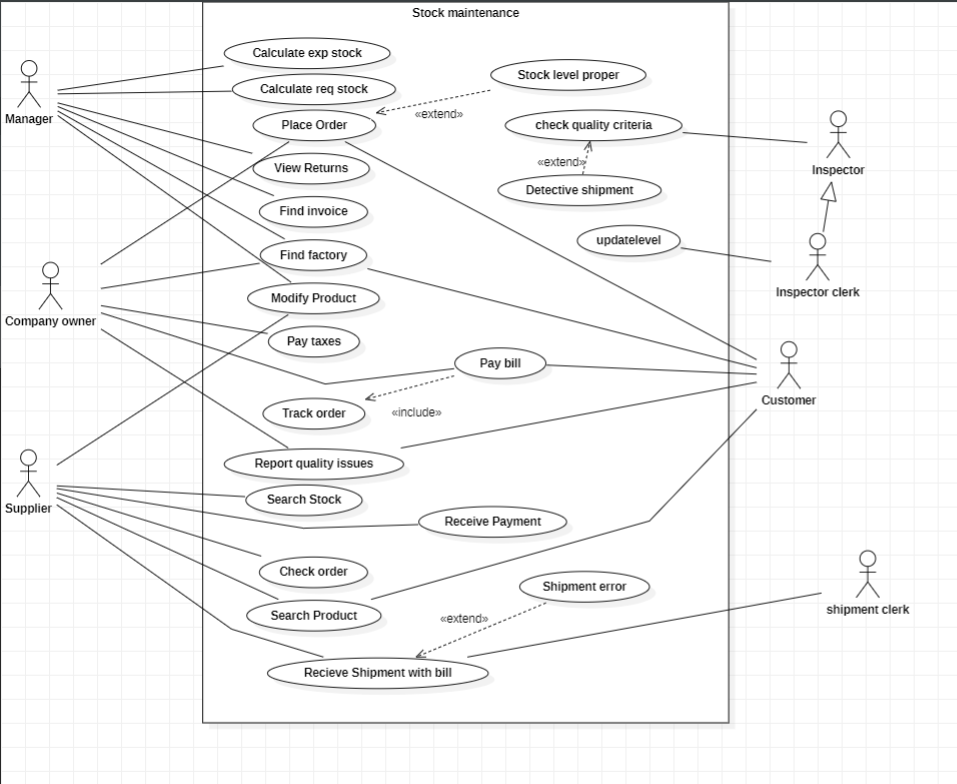 Stock maintenance
Calculate exp stock
Stock level proper
Manager
Calculate req stock
«extend»
Place Order
check quality criteria
«extend»
Inspector
View Returns
Detective shipment
Find invoice
updatelevel
Find factory
Inspector clerk
Company owner
Modify Product
Pay taxes
Pay bill
Customer
Track order
«include»
Report quality issues
Supplier
Search Stock
Receive Payment
Check order
Shipment error
shipment clerk
Search Product
«extend»
Recieve Shipment with bill